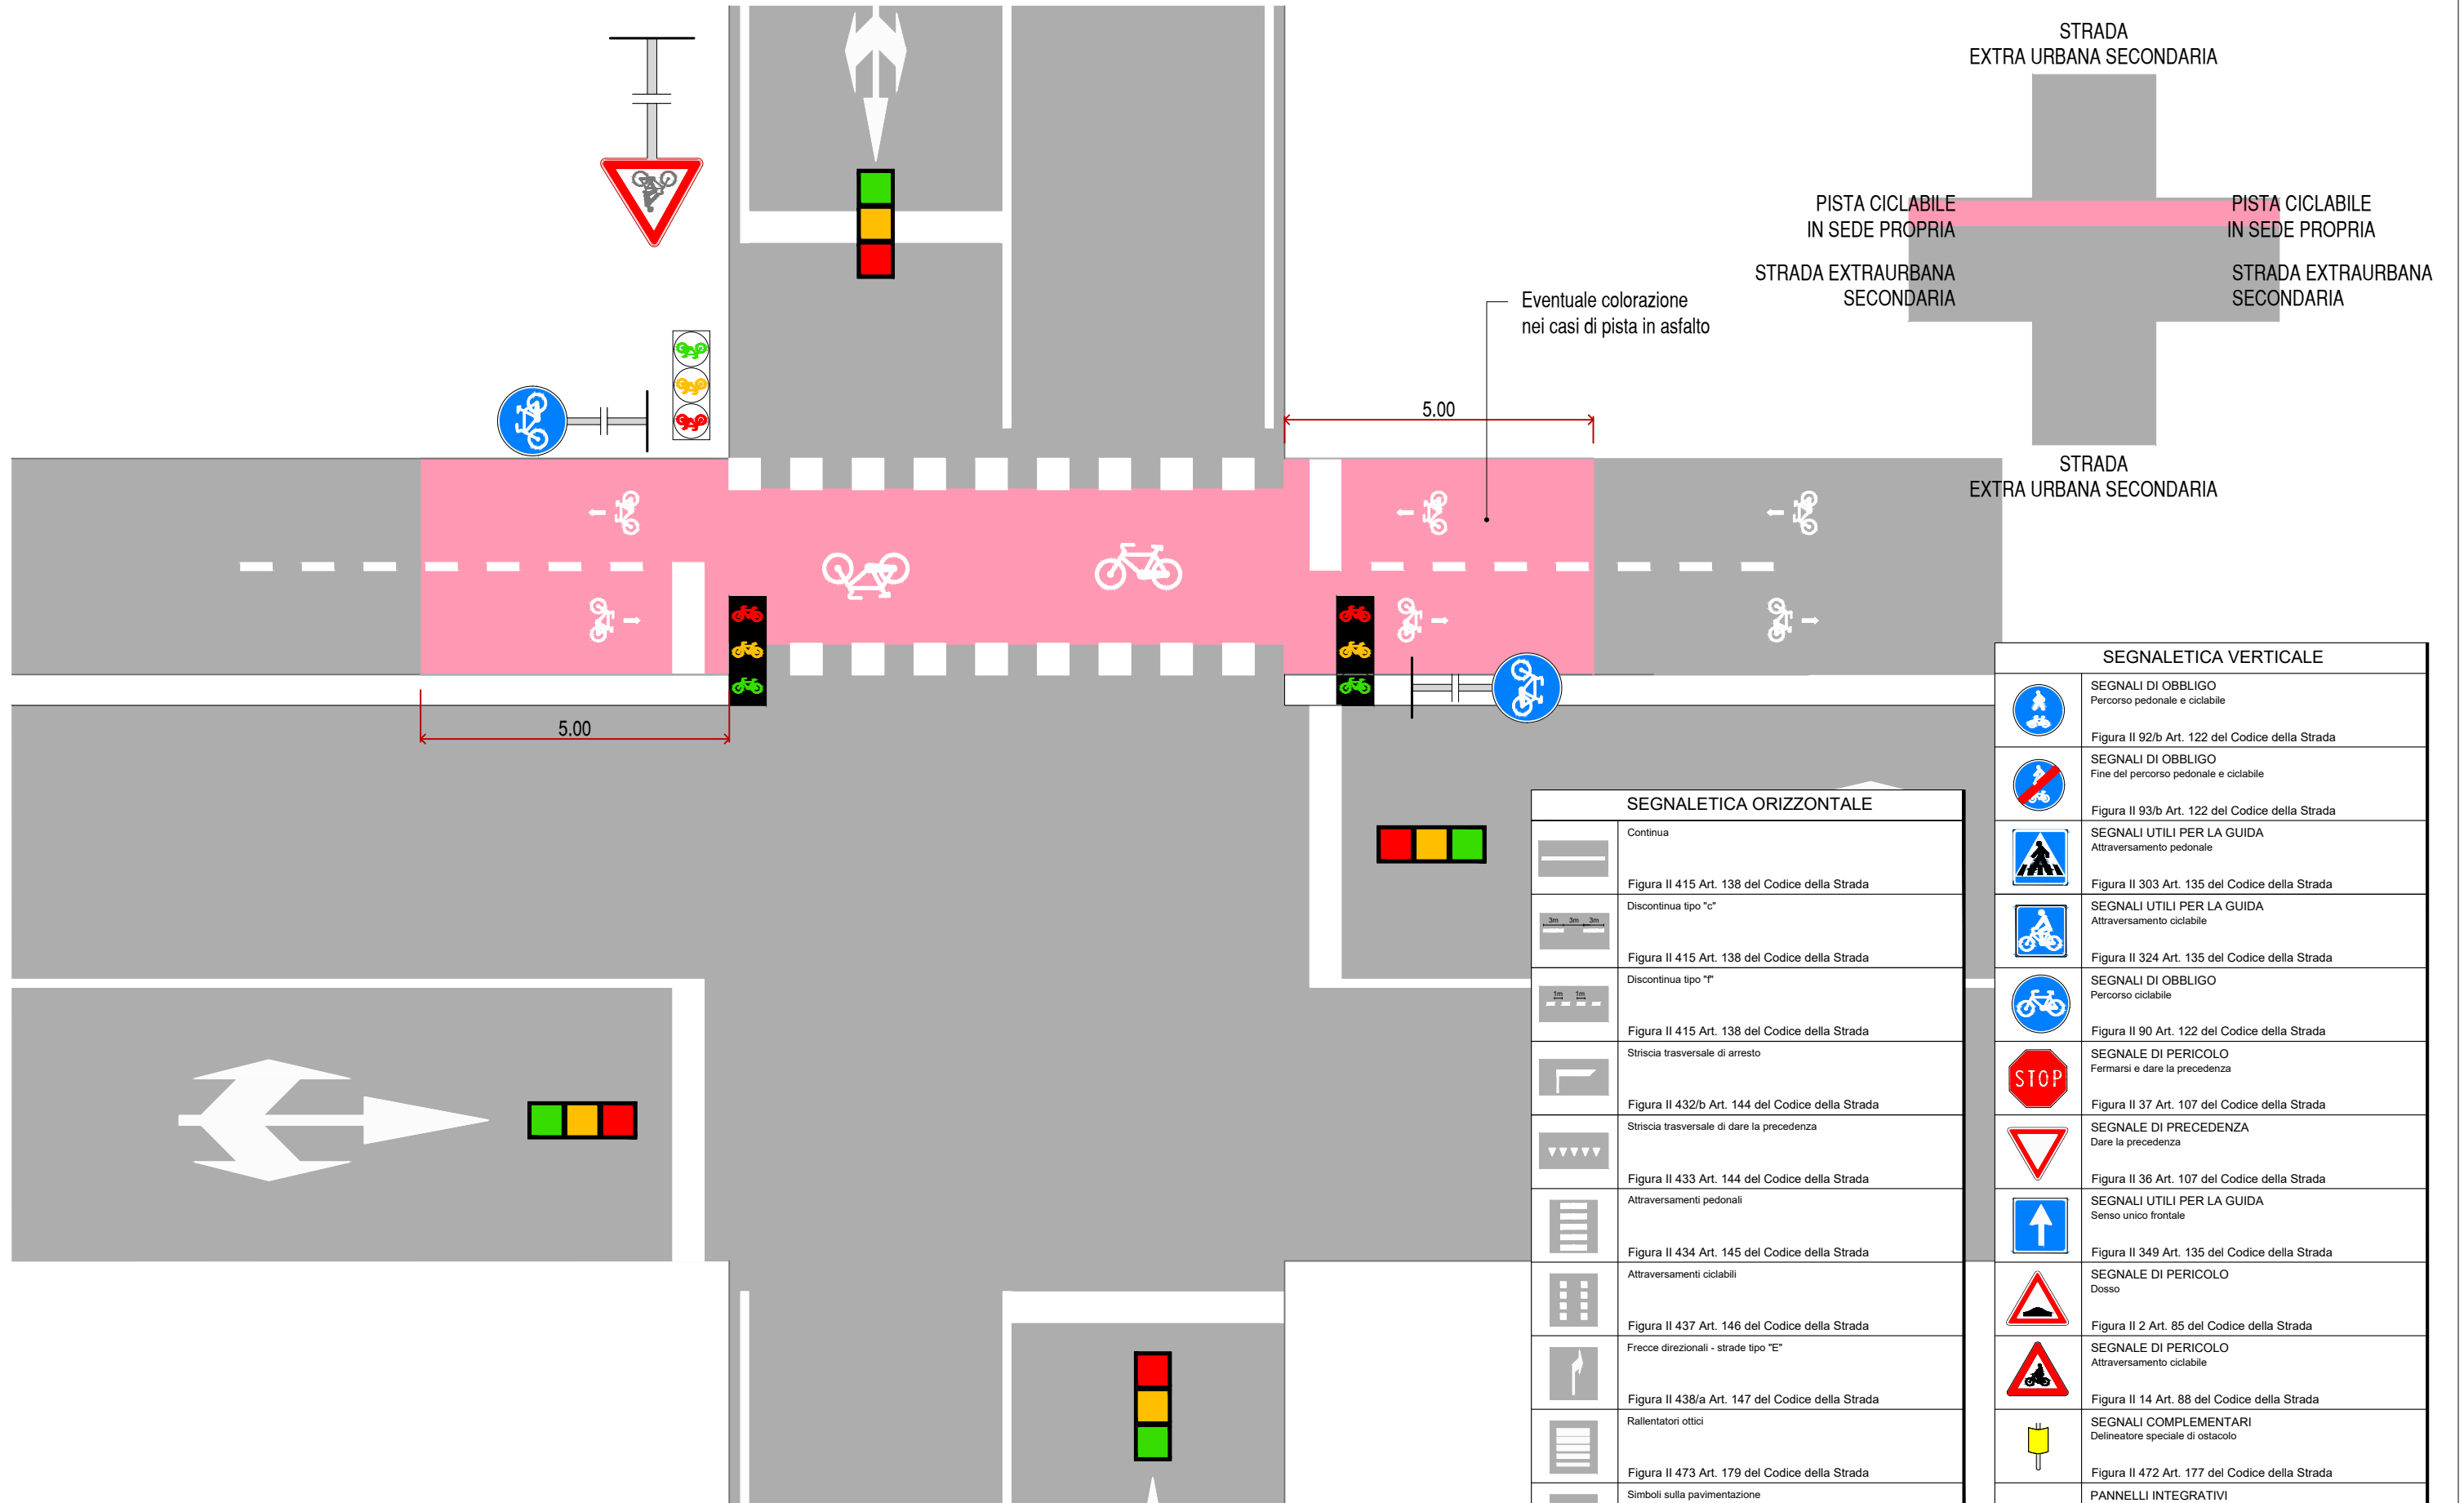 STRADA
EXTRA URBANA SECONDARIA
PISTA CICLABILE
IN SEDE PROPRIA
PISTA CICLABILE
IN SEDE PROPRIA
STRADA EXTRAURBANA
SECONDARIA
STRADA EXTRAURBANA
SECONDARIA
STRADA
EXTRA URBANA SECONDARIA
Eventuale colorazione
nei casi di pista in asfalto
5.00
5.00
SEGNALETICA ORIZZONTALE
Continua
Figura II 415 Art. 138 del Codice della Strada
Discontinua tipo "c"
3m 3m 3m
Figura II 415 Art. 138 del Codice della Strada
Discontinua tipo "f"
1m 1m
Figura II 415 Art. 138 del Codice della Strada
Striscia trasversale di arresto
Figura II 432/b Art. 144 del Codice della Strada
Striscia trasversale di dare la precedenza
Figura II 433 Art. 144 del Codice della Strada
Attraversamenti pedonali
Figura II 434 Art. 145 del Codice della Strada
Attraversamenti ciclabili
Figura II 437 Art. 146 del Codice della Strada
Frecce direzionali - strade tipo "E"
Figura II 438/a Art. 147 del Codice della Strada
Rallentatori ottici
Figura II 473 Art. 179 del Codice della Strada
Simboli sulla pavimentazione
SEGNALETICA VERTICALE
SEGNALI DI OBBLIGO
Percorso pedonale e ciclabile
Figura II 92/b Art. 122 del Codice della Strada
SEGNALI DI OBBLIGO
Fine del percorso pedonale e ciclabile
Figura II 93/b Art. 122 del Codice della Strada
SEGNALI UTILI PER LA GUIDA
Attraversamento pedonale
Figura II 303 Art. 135 del Codice della Strada
SEGNALI UTILI PER LA GUIDA
Attraversamento ciclabile
Figura II 324 Art. 135 del Codice della Strada
SEGNALI DI OBBLIGO
Percorso ciclabile
Figura II 90 Art. 122 del Codice della Strada
SEGNALE DI PERICOLO
Fermarsi e dare la precedenza
STOP
Figura II 37 Art. 107 del Codice della Strada
SEGNALE DI PRECEDENZA
Dare la precedenza
Figura II 36 Art. 107 del Codice della Strada
SEGNALI UTILI PER LA GUIDA
Senso unico frontale
Figura II 349 Art. 135 del Codice della Strada
SEGNALE DI PERICOLO
Dosso
Figura II 2 Art. 85 del Codice della Strada
SEGNALE DI PERICOLO
Attraversamento ciclabile
Figura II 14 Art. 88 del Codice della Strada
SEGNALI COMPLEMENTARI
Delineatore speciale di ostacolo
Figura II 472 Art. 177 del Codice della Strada
PANNELLI INTEGRATIVI